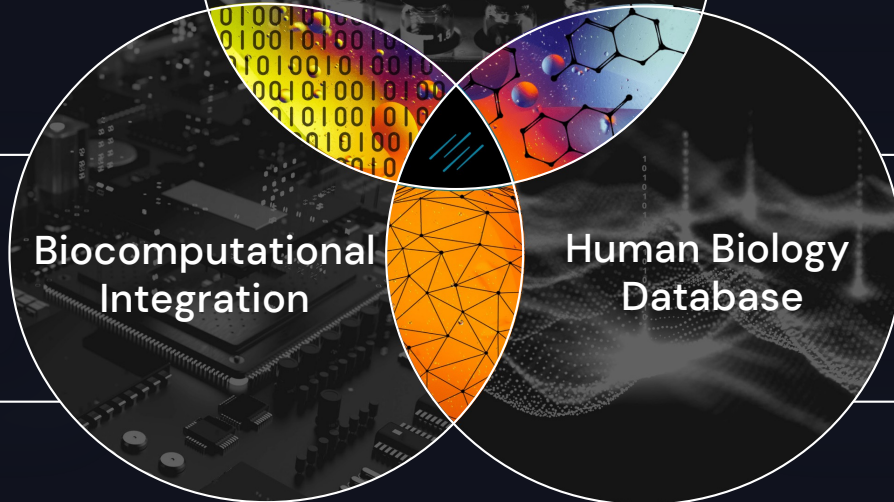 Biocomputational
Integration
Human Biology
Database